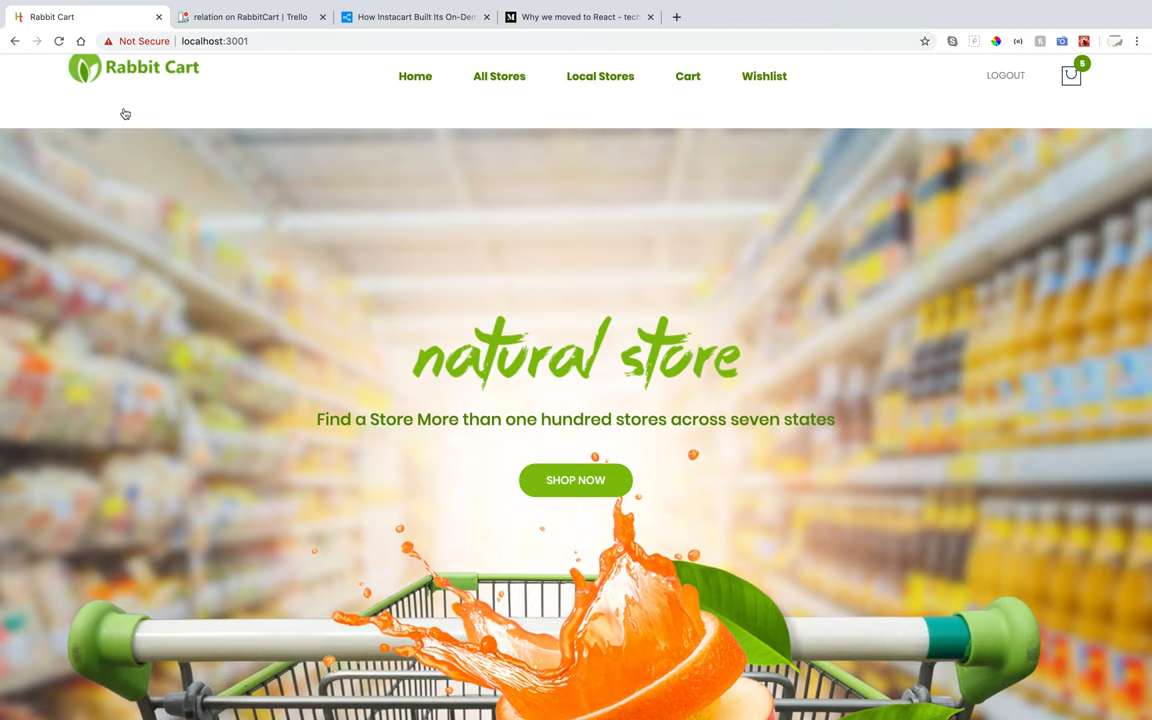 Rabbit Cart
relation on RabbitCart | Trello
How Instacart Built Its On-Dem
Why we moved to React - tech
Not Secure
localhost:3001
Rabbit Cart
Home
All Stores
Local Stores
Cart
Wishlist
LOGOUT
5
natural store
Find a Store More than one hundred stores across seven states
SHOP NOW